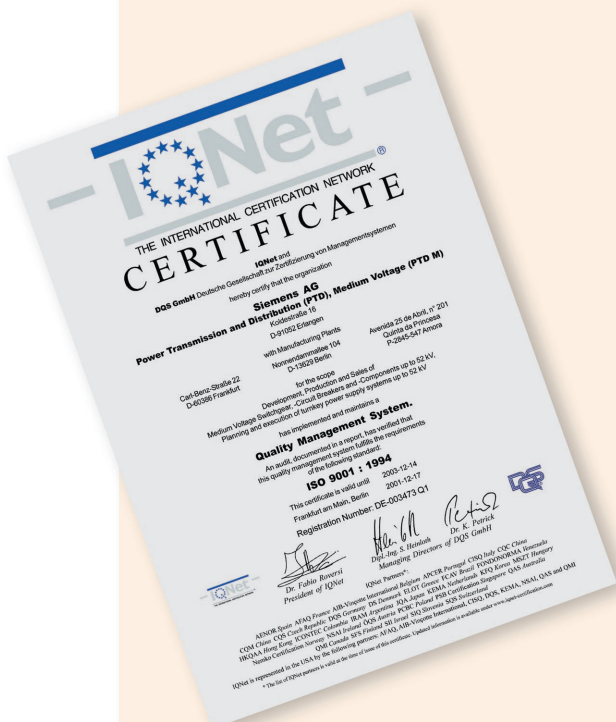 IQNet
®
THE INTERNATIONAL CERTIFICATION NETWORK
CERTIFICATE
IQNet and
DQS GmbH Deutsche Gesellschaft zur Zertifizierung von Managementsystemen
hereby certify that the organization
Siemens AG
Power Transmission and Distribution (PTD), Medium Voltage (PTD M)
Koldestraße 16
D-91052 Erlangen
with Manufacturing Plants
Carl-Benz-Straße 22
D-60386 Frankfurt
Nonnendammallee 104
D-13629 Berlin
Avenida 25 de Abril, n° 201
Quinta da Princesa
P-2845-547 Amora
for the scope
Development, Production and Sales of
Medium Voltage Switchgear, -Circuit Breakers and -Components up to 52 kV,
Planning and execution of turnkey power supply systems up to 52 kV
has implemented and maintains a
Quality Management System.
An audit, documented in a report, has verified that
this quality management system fulfills the requirements
of the following standard:
ISO 9001 : 1994
This certificate is valid until 2003-12-14
Frankfurt am Main, Berlin 2001-12-17
Registration Number: DE-003473 Q1
DQS
Dr. Fabio Roversi
President of IQNet
Dipl.-Ing. S. Heinloth
Dr. K. Petrick
Managing Directors of DQS GmbH
IQNet
IQNet Partners*:
AENOR Spain AFAQ France AIB-Vinçotte International Belgium APCER Portugal CISQ Italy CQC China
CQM China CQS Czech Republic DQS Germany DS Denmark ELOT Greece FCAV Brazil FONDONORMA Venezuela
HKQAA Hong Kong ICONTEC Colombia IRAM Argentina JQA Japan KEMA Netherlands KFQ Korea MSZT Hungary
Nemko Certification Norway NSAI Ireland ÖQS Austria PCBC Poland PSB Certification Singapore QAS Australia
QMI Canada SFS Finland SII Israel SIQ Slovenia SQS Switzerland
IQNet is represented in the USA by the following partners: AFAQ, AIB-Vinçotte International, CISQ, DQS, KEMA, NSAI, QAS and QMI
* The list of IQNet partners is valid at the time of issue of this certificate. Updated information is available under www.iqnet-certification.com